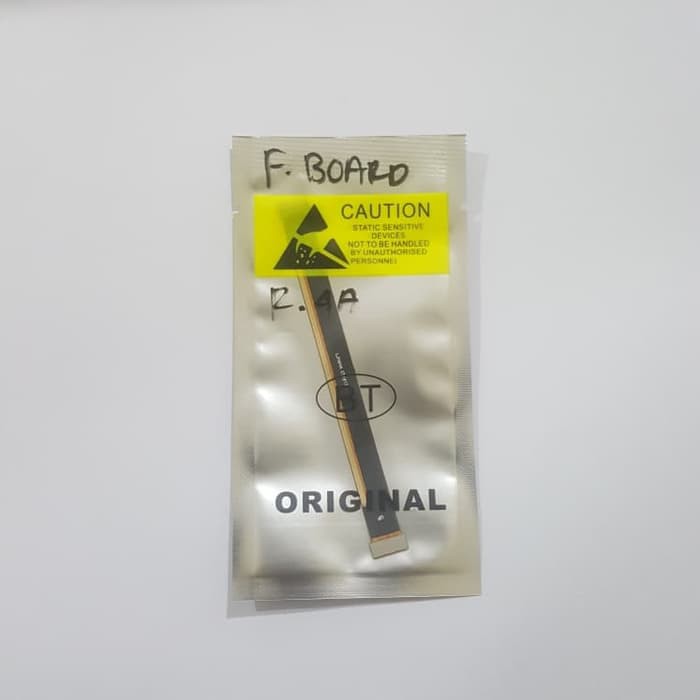 F. BOARD
CAUTION
STATIC SENSITIVE
DEVICES
NOT TO BE HANDLED
BY UNAUTHORISED
PERSONNEL
R. 4A
BT
ORIGINAL